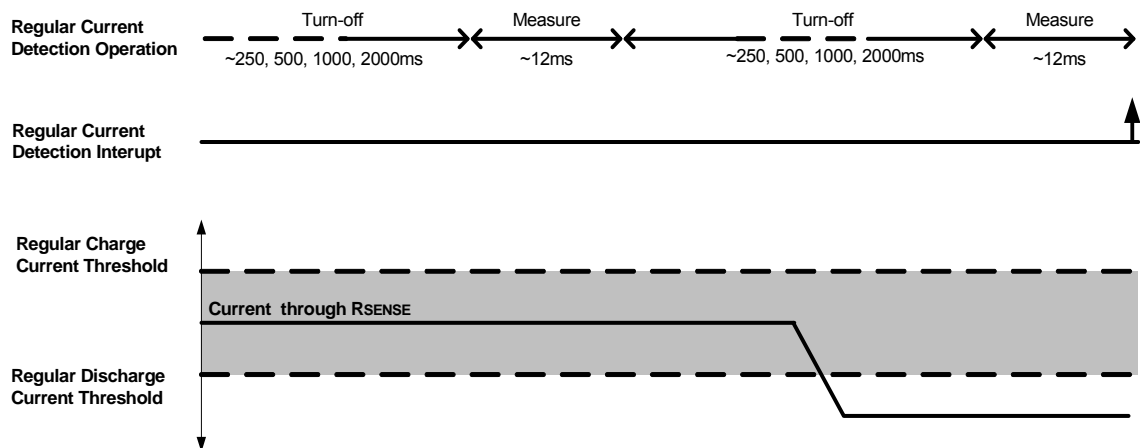 Regular Current
Detection Operation
Turn-off
Measure
Turn-off
Measure
~250, 500, 1000, 2000ms
~12ms
~250, 500, 1000, 2000ms
~12ms
Regular Current
Detection Interupt
Regular Charge
Current Threshold
Current through RSENSE
Regular Discharge
Current Threshold